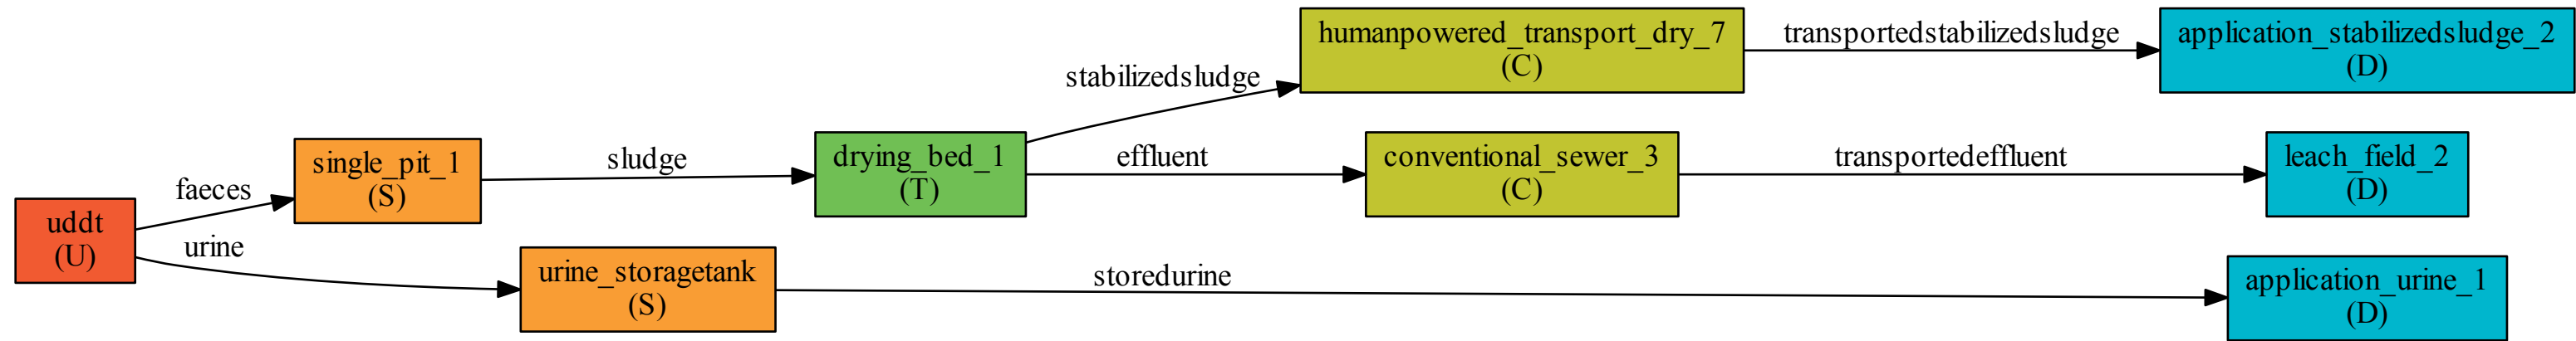 humanpowered_transport_dry_7
(C)
transportedstabilizedsludge
application_stabilizedsludge_2
(D)
stabilizedsludge
single_pit_1
(S)
sludge
drying_bed_1
(T)
effluent
conventional_sewer_3
(C)
transportedeffluent
leach_field_2
(D)
faeces
uddt
(U)
urine
urine_storagetank
(S)
storedurine
application_urine_1
(D)